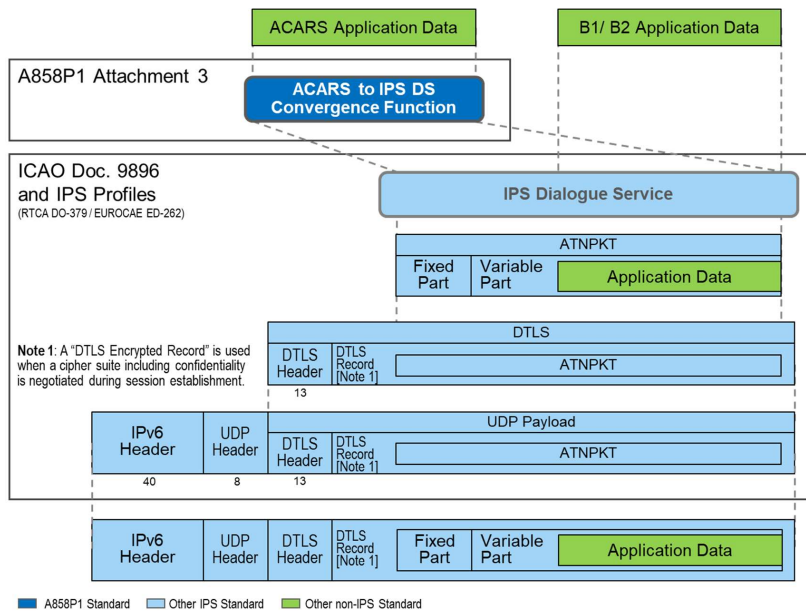 ACARS Application Data
B1/ B2 Application Data
A858P1 Attachment 3
ACARS to IPS DS
Convergence Function
ICAO Doc. 9896
and IPS Profiles
(RTCA DO-379 / EUROCAE ED-262)
IPS Dialogue Service
ATNPKT
Fixed
Part
Variable
Part
Application Data
Note 1: A “DTLS Encrypted Record” is used
when a cipher suite including confidentiality
is negotiated during session establishment.
DTLS
DTLS
Header
DTLS
Record
[Note 1]
ATNPKT
13
IPv6
Header
UDP
Header
UDP Payload
DTLS
Header
DTLS
Record
[Note 1]
ATNPKT
40
8
13
IPv6
Header
UDP
Header
DTLS
Header
DTLS
Record
[Note 1]
Fixed
Part
Variable
Part
Application Data
A858P1 Standard
Other IPS Standard
Other non-IPS Standard